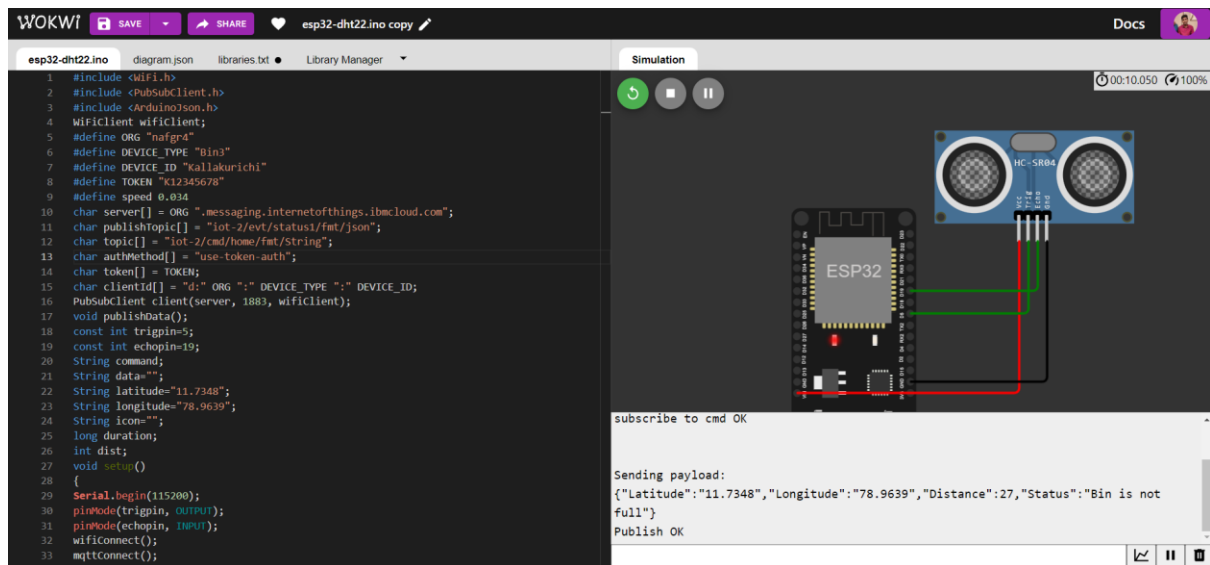 WOKWI SAVE SHARE esp32-dht22.ino copy Docs
esp32-dht22.ino diagram.json libraries.txt Library Manager
1 #include <WiFi.h>
2 #include <PubSubClient.h>
3 #include <ArduinoJson.h>
4 WiFiClient wifiClient;
5 #define ORG "nafgr4"
6 #define DEVICE_TYPE "Bin3"
7 #define DEVICE_ID "Kallakurichi"
8 #define TOKEN "K12345678"
9 #define speed 0.034
10 char server[] = ORG ".messaging.internetofthings.ibmcloud.com";
11 char publishTopic[] = "iot-2/evt/status1/fmt/json";
12 char topic[] = "iot-2/cmd/home/fmt/String";
13 char authMethod[] = "use-token-auth";
14 char token[] = TOKEN;
15 char clientId[] = "d:" ORG ":" DEVICE_TYPE ":" DEVICE_ID;
16 PubSubClient client(server, 1883, wifiClient);
17 void publishData();
18 const int trigpin=5;
19 const int echopin=19;
20 String command;
21 String data="";
22 String latitude="11.7348";
23 String longitude="78.9639";
24 String icon="";
25 long duration;
26 int dist;
27 void setup()
28 {
29 Serial.begin(115200);
30 pinMode(trigpin, OUTPUT);
31 pinMode(echopin, INPUT);
32 wifiConnect();
33 mqttConnect();
Simulation
00:10.050 100%
HC-SR04
Vcc
Trig
Echo
Gnd
ESP32
subscribe to cmd OK
Sending payload:
{"Latitude":"11.7348","Longitude":"78.9639","Distance":27,"Status":"Bin is not
full"}
Publish OK